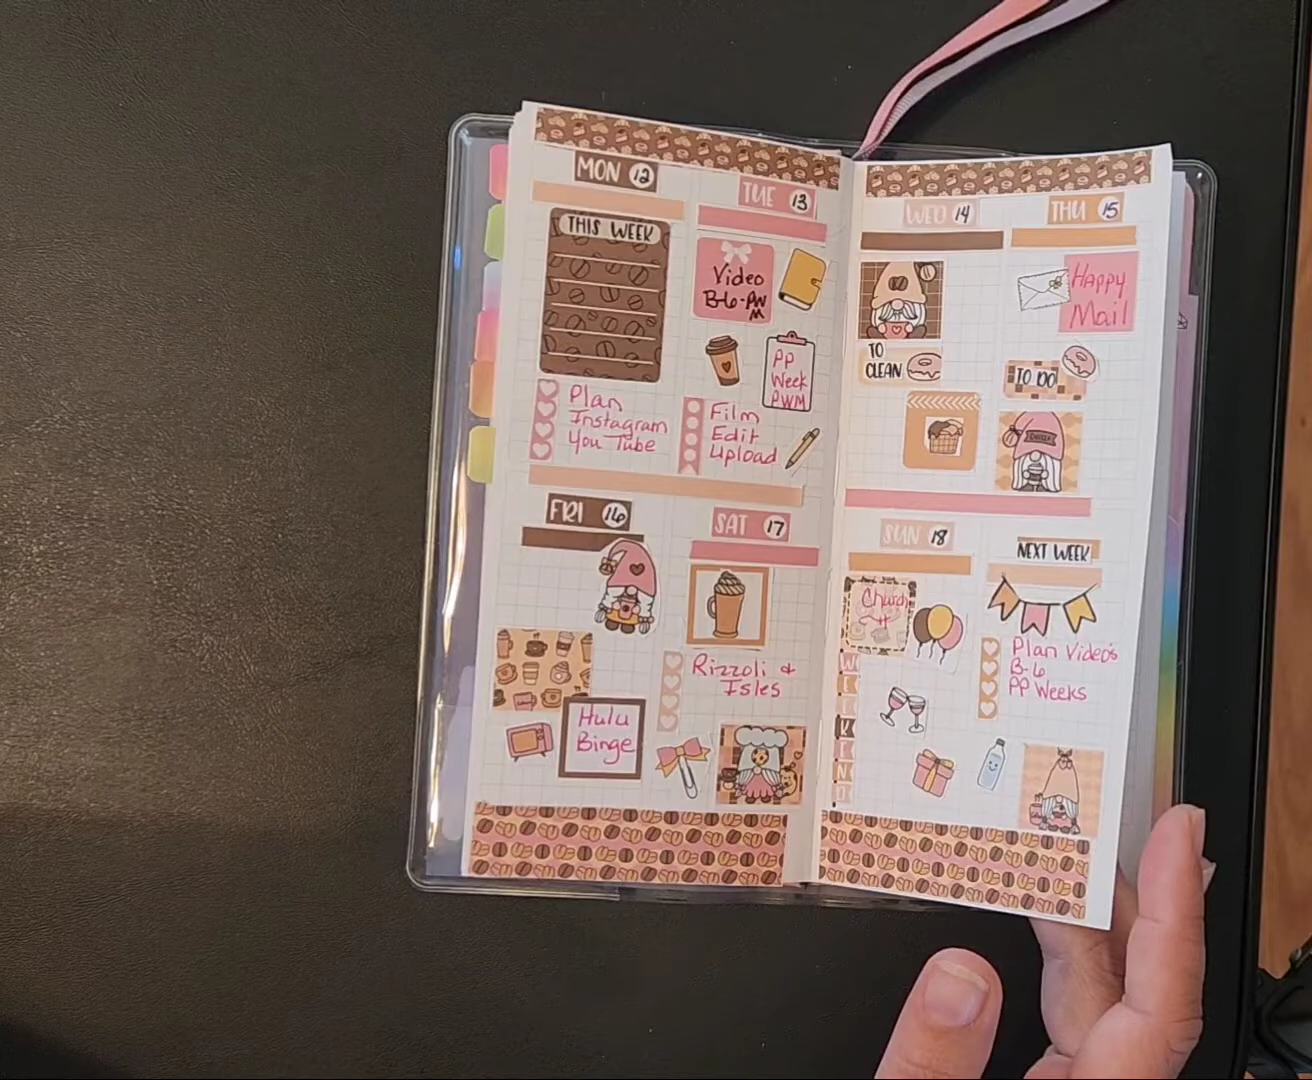 MON 12
THIS WEEK
Plan
Instagram
You Tube
TUE 13
Video
B-6-PW
M
PP
Week
PWM
Film
Edit
Upload
WED 14
TO
CLEAN
THU 15
Happy
Mail
TO DO
FRI 16
Hulu
Binge
SAT 17
Rizzoli &
Isles
SUN 18
Church
WEEKEND
NEXT WEEK
Plan Video's
B-6
PP Weeks